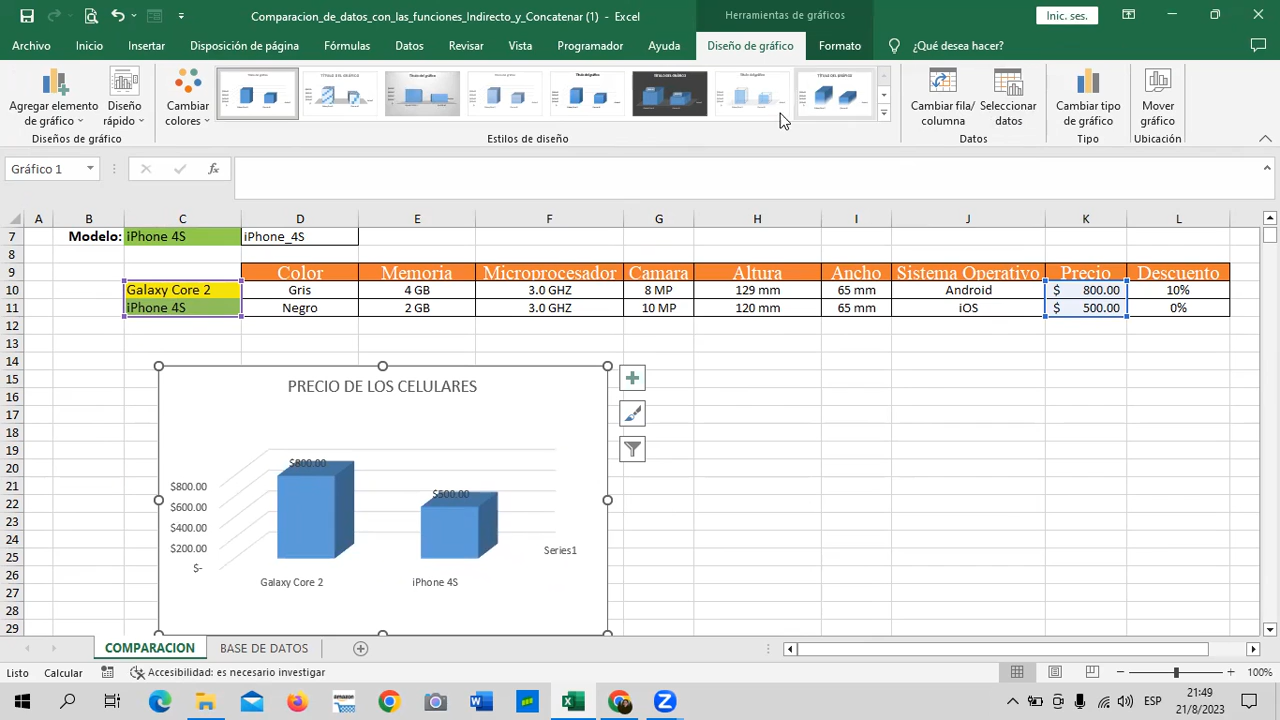 Comparacion_de_datos_con_las_funciones_Indirecto_y_Concatenar (1) - Excel
Herramientas de gráficos
Inic. ses.
Archivo Inicio Insertar Disposición de página Fórmulas Datos Revisar Vista Programador Ayuda Diseño de gráfico Formato ¿Qué desea hacer?
Agregar elemento de gráfico
Diseño rápido
Cambiar colores
Cambiar fila/ columna
Seleccionar datos
Cambiar tipo de gráfico
Mover gráfico
Diseños de gráfico Estilos de diseño Datos Tipo Ubicación
Gráfico 1 fx
A B C D E F G H I J K L
7 Modelo: iPhone 4S iPhone_4S
8
9 Color Memoria Microprocesador Camara Altura Ancho Sistema Operativo Precio Descuento
10 Galaxy Core 2 Gris 4 GB 3.0 GHZ 8 MP 129 mm 65 mm Android $ 800.00 10%
11 iPhone 4S Negro 2 GB 3.0 GHZ 10 MP 120 mm 65 mm iOS $ 500.00 0%
12
13
14
15 PRECIO DE LOS CELULARES
16
17
18
19
20 $800.00
21 $800.00 $500.00
22 $600.00
23 $400.00
24 $200.00 Series1
25 $-
26 Galaxy Core 2 iPhone 4S
27
28
29
COMPARACION BASE DE DATOS
Listo Calcular Accesibilidad: es necesario investigar 100%
amazon
ESP
21:49
21/8/2023